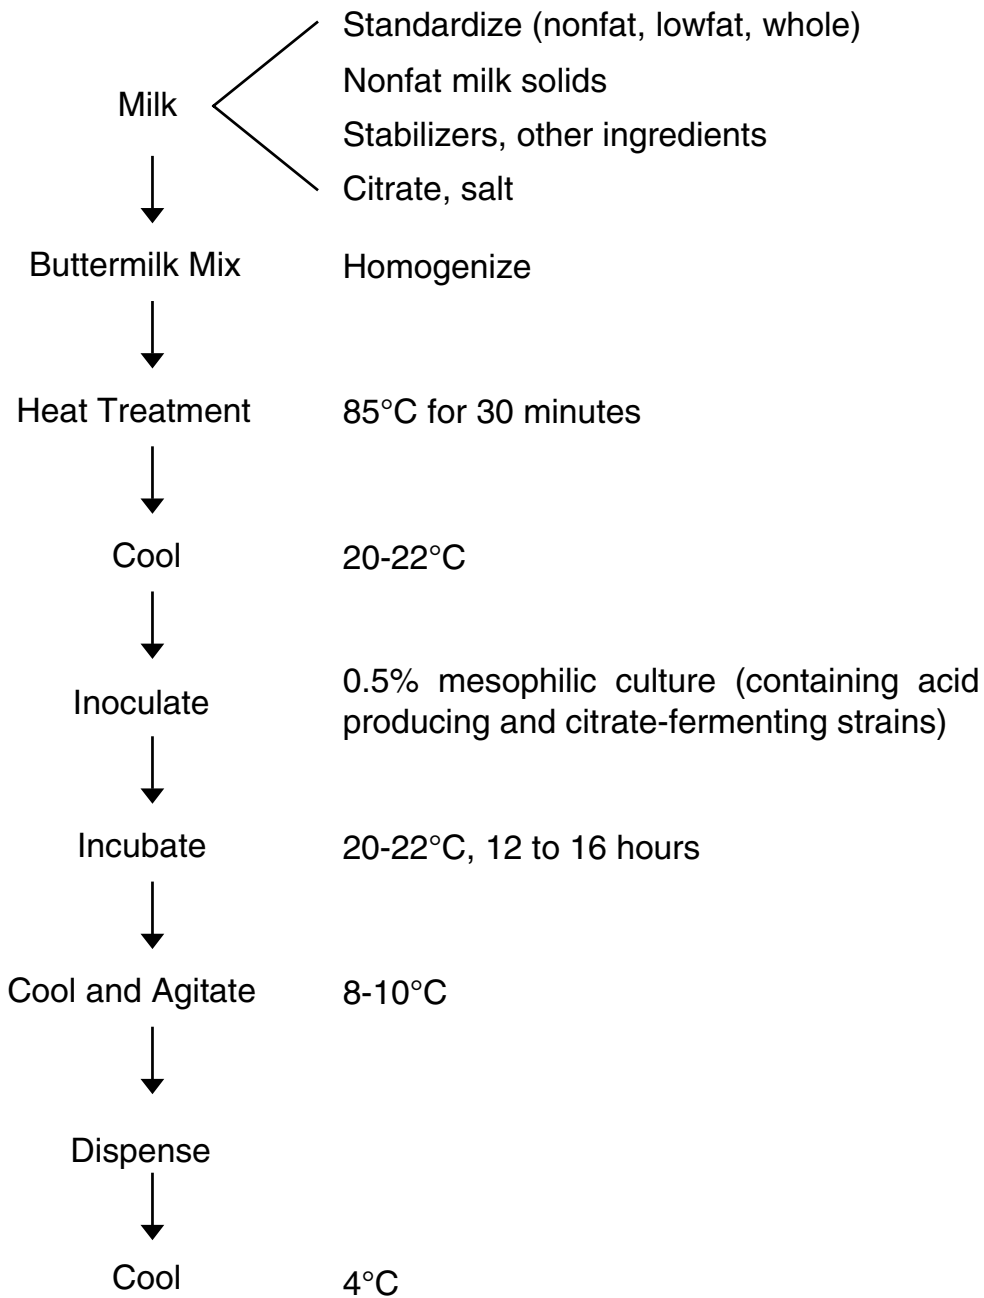 Standardize (nonfat, lowfat, whole)
Nonfat milk solids
Milk
Stabilizers, other ingredients
Citrate, salt
Buttermilk Mix
Homogenize
Heat Treatment
85°C for 30 minutes
Cool
20-22°C
Inoculate
0.5% mesophilic culture (containing acid
producing and citrate-fermenting strains)
Incubate
20-22°C, 12 to 16 hours
Cool and Agitate
8-10°C
Dispense
Cool
4°C